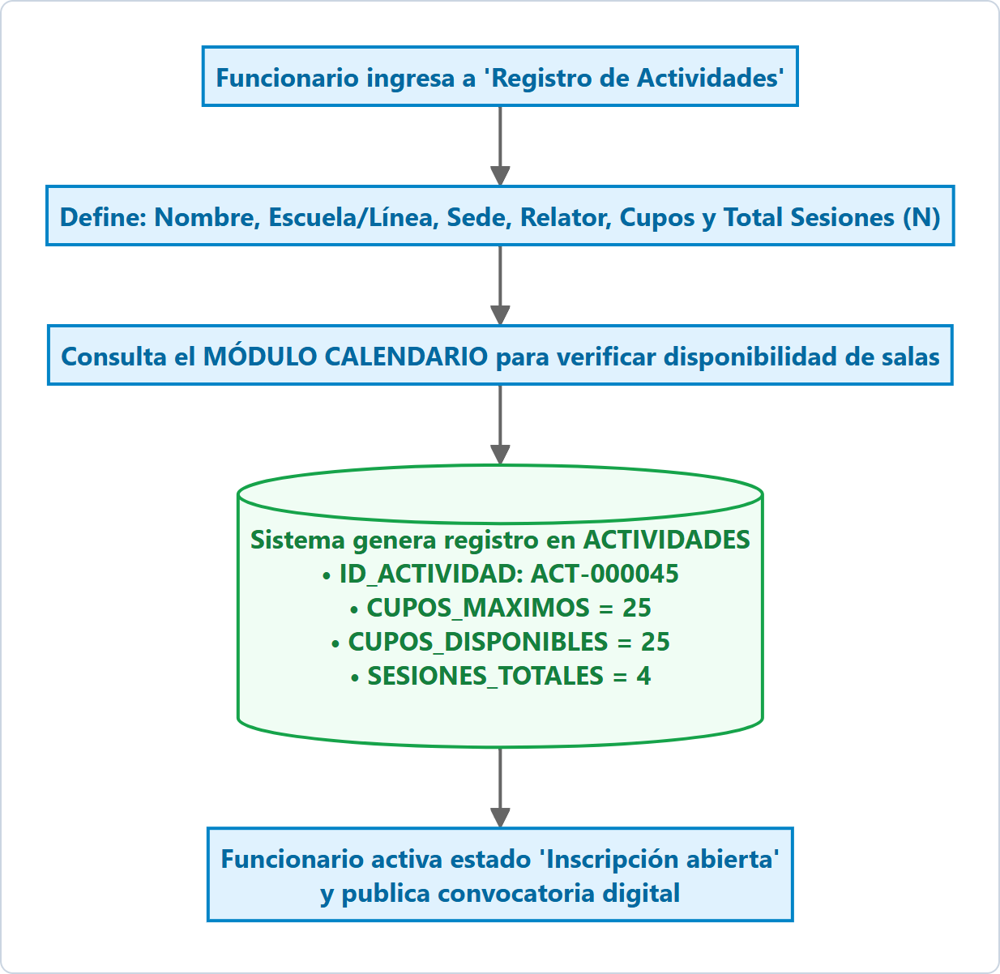 Funcionario ingresa a 'Registro de Actividades'
Define: Nombre, Escuela/Línea, Sede, Relator, Cupos y Total Sesiones (N)
Consulta el MÓDULO CALENDARIO para verificar disponibilidad de salas
Sistema genera registro en ACTIVIDADES
• ID_ACTIVIDAD: ACT-000045
• CUPOS_MAXIMOS = 25
• CUPOS_DISPONIBLES = 25
• SESIONES_TOTALES = 4
Funcionario activa estado 'Inscripción abierta'
y publica convocatoria digital